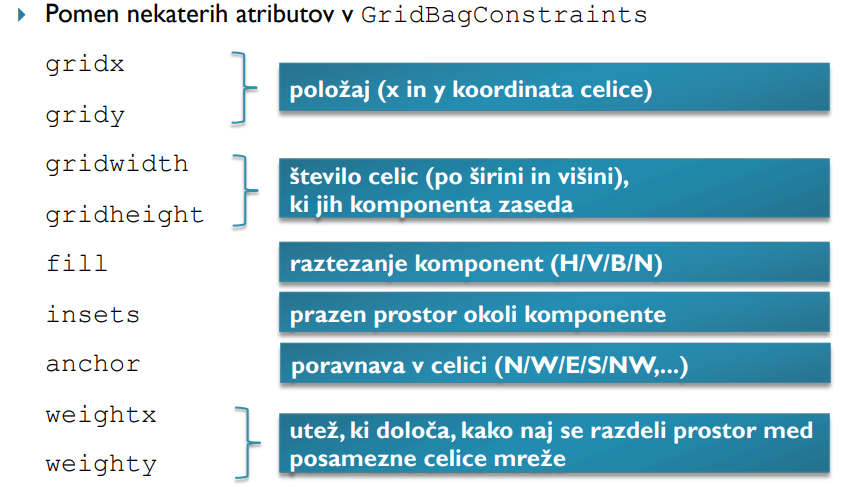 Pomen nekaterih atributov v GridBagConstraints
gridx
gridy
položaj (x in y koordinata celice)
gridwidth
gridheight
število celic (po širini in višini),
ki jih komponenta zaseda
fill
raztezanje komponent (H/V/B/N)
insets
prazen prostor okoli komponente
anchor
poravnava v celici (N/W/E/S/NW,...)
weightx
weighty
utež, ki določa, kako naj se razdeli prostor med
posamezne celice mreže